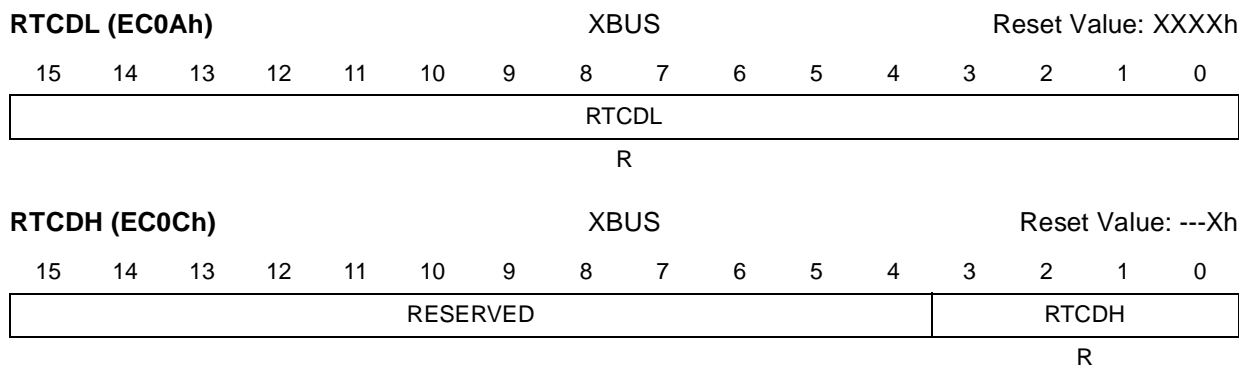 RTCDL (EC0Ah) XBUS Reset Value: XXXXh
15 14 13 12 11 10 9 8 7 6 5 4 3 2 1 0
RTCDL
R
RTCDH (EC0Ch) XBUS Reset Value: ---Xh
15 14 13 12 11 10 9 8 7 6 5 4 3 2 1 0
RESERVED RTCDH
R